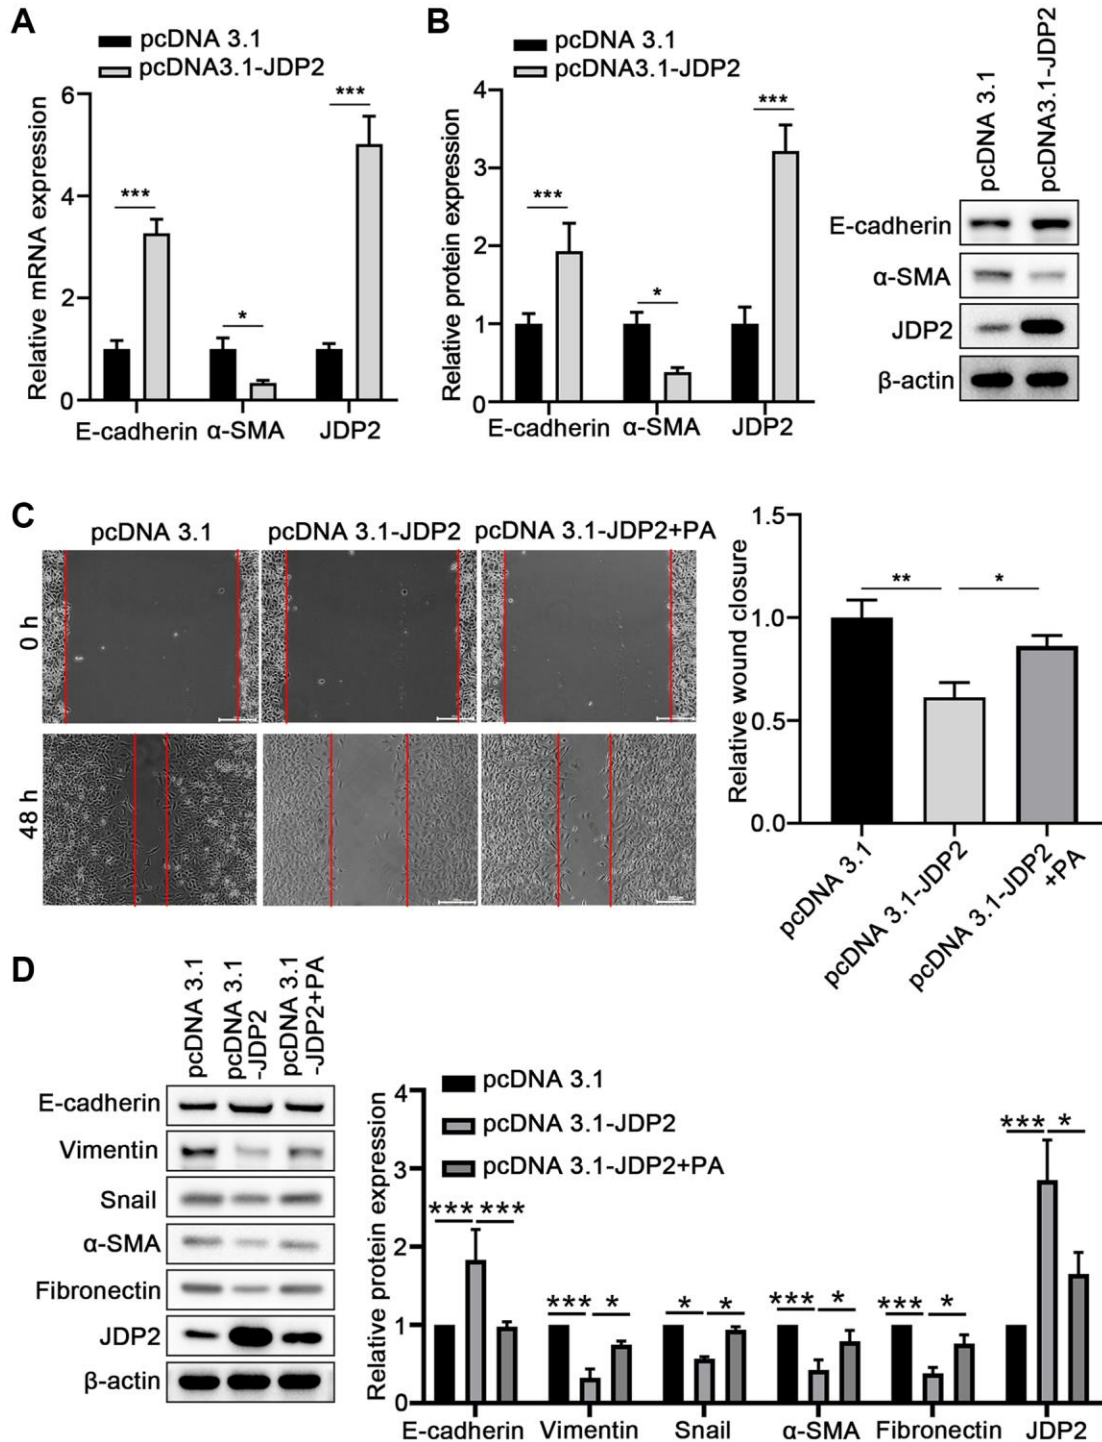 A
pcDNA 3.1
pcDNA3.1-JDP2
Relative mRNA expression
6
4
2
0
***
*
***
E-cadherin α-SMA JDP2
B
pcDNA 3.1
pcDNA3.1-JDP2
Relative protein expression
4
3
2
1
0
***
*
***
E-cadherin α-SMA JDP2
pcDNA 3.1
pcDNA3.1-JDP2
E-cadherin
α-SMA
JDP2
β-actin
C
pcDNA 3.1 pcDNA 3.1-JDP2 pcDNA 3.1-JDP2+PA
0 h
48 h
Relative wound closure
1.5
1.0
0.5
0.0
** *
pcDNA 3.1
pcDNA 3.1-JDP2
pcDNA 3.1-JDP2
+PA
D
pcDNA 3.1
pcDNA 3.1
-JDP2
pcDNA 3.1
-JDP2+PA
E-cadherin
Vimentin
Snail
α-SMA
Fibronectin
JDP2
β-actin
pcDNA 3.1
pcDNA 3.1-JDP2
pcDNA 3.1-JDP2+PA
Relative protein expression
4
3
2
1
0
*** ***
*** *
* *
*** *
*** *
*** *
E-cadherin Vimentin Snail α-SMA Fibronectin JDP2